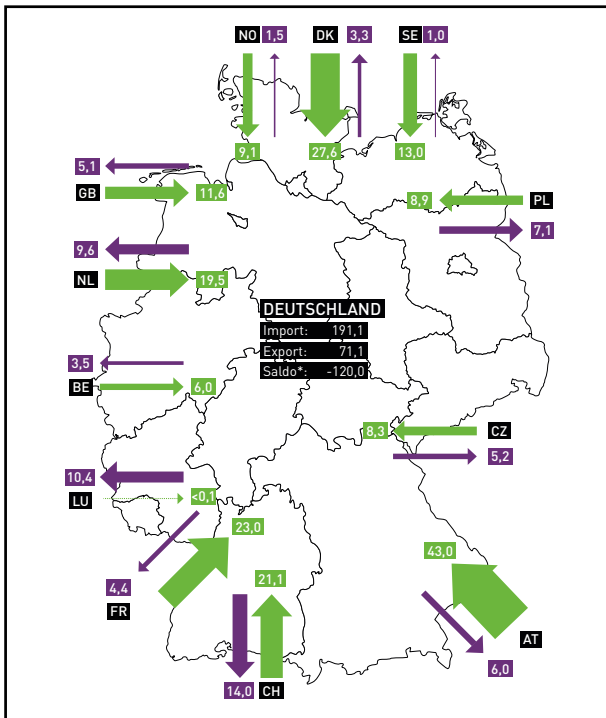 NO 1,5 DK 3,3 SE 1,0
9,1 27,6 13,0
5,1
GB 11,6
8,9 PL
7,1
9,6
NL 19,5
DEUTSCHLAND
Import: 191,1
Export: 71,1
Saldo*: -120,0
3,5
BE 6,0
8,3 CZ
5,2
10,4
LU <0,1
23,0
43,0
4,4
FR
21,1
AT
6,0
14,0 CH